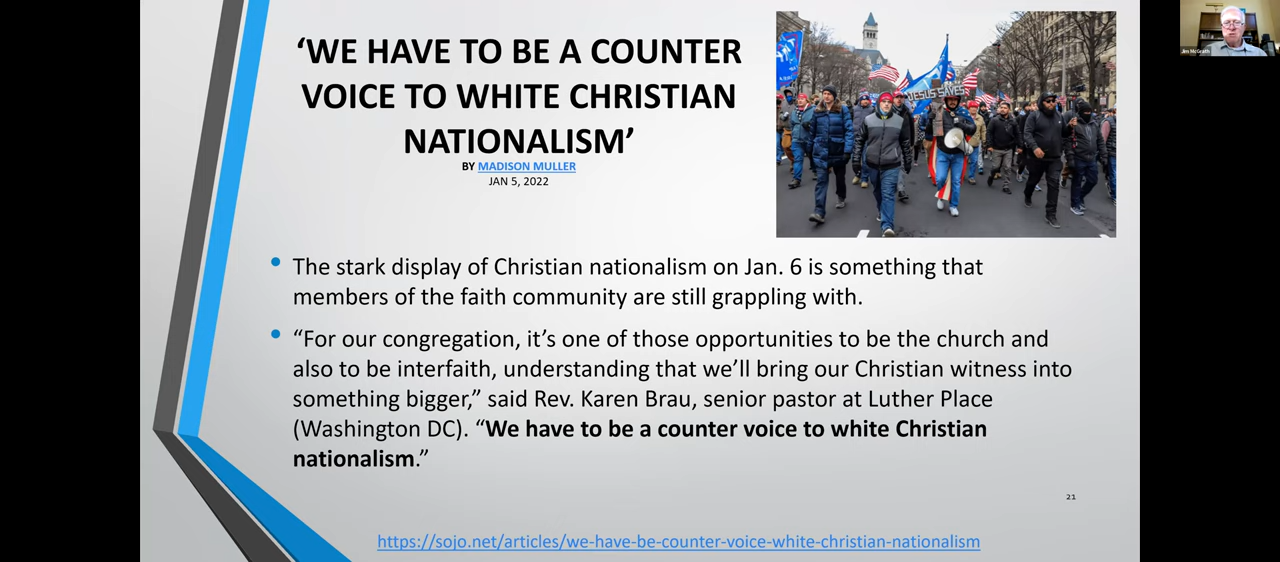 ‘WE HAVE TO BE A COUNTER
VOICE TO WHITE CHRISTIAN
NATIONALISM’
BY MADISON MULLER
JAN 5, 2022
JESUS SAVES
Jim McGrath
• The stark display of Christian nationalism on Jan. 6 is something that
members of the faith community are still grappling with.
• “For our congregation, it’s one of those opportunities to be the church and
also to be interfaith, understanding that we’ll bring our Christian witness into
something bigger,” said Rev. Karen Brau, senior pastor at Luther Place
(Washington DC). “We have to be a counter voice to white Christian
nationalism.”
21
https://sojo.net/articles/we-have-be-counter-voice-white-christian-nationalism